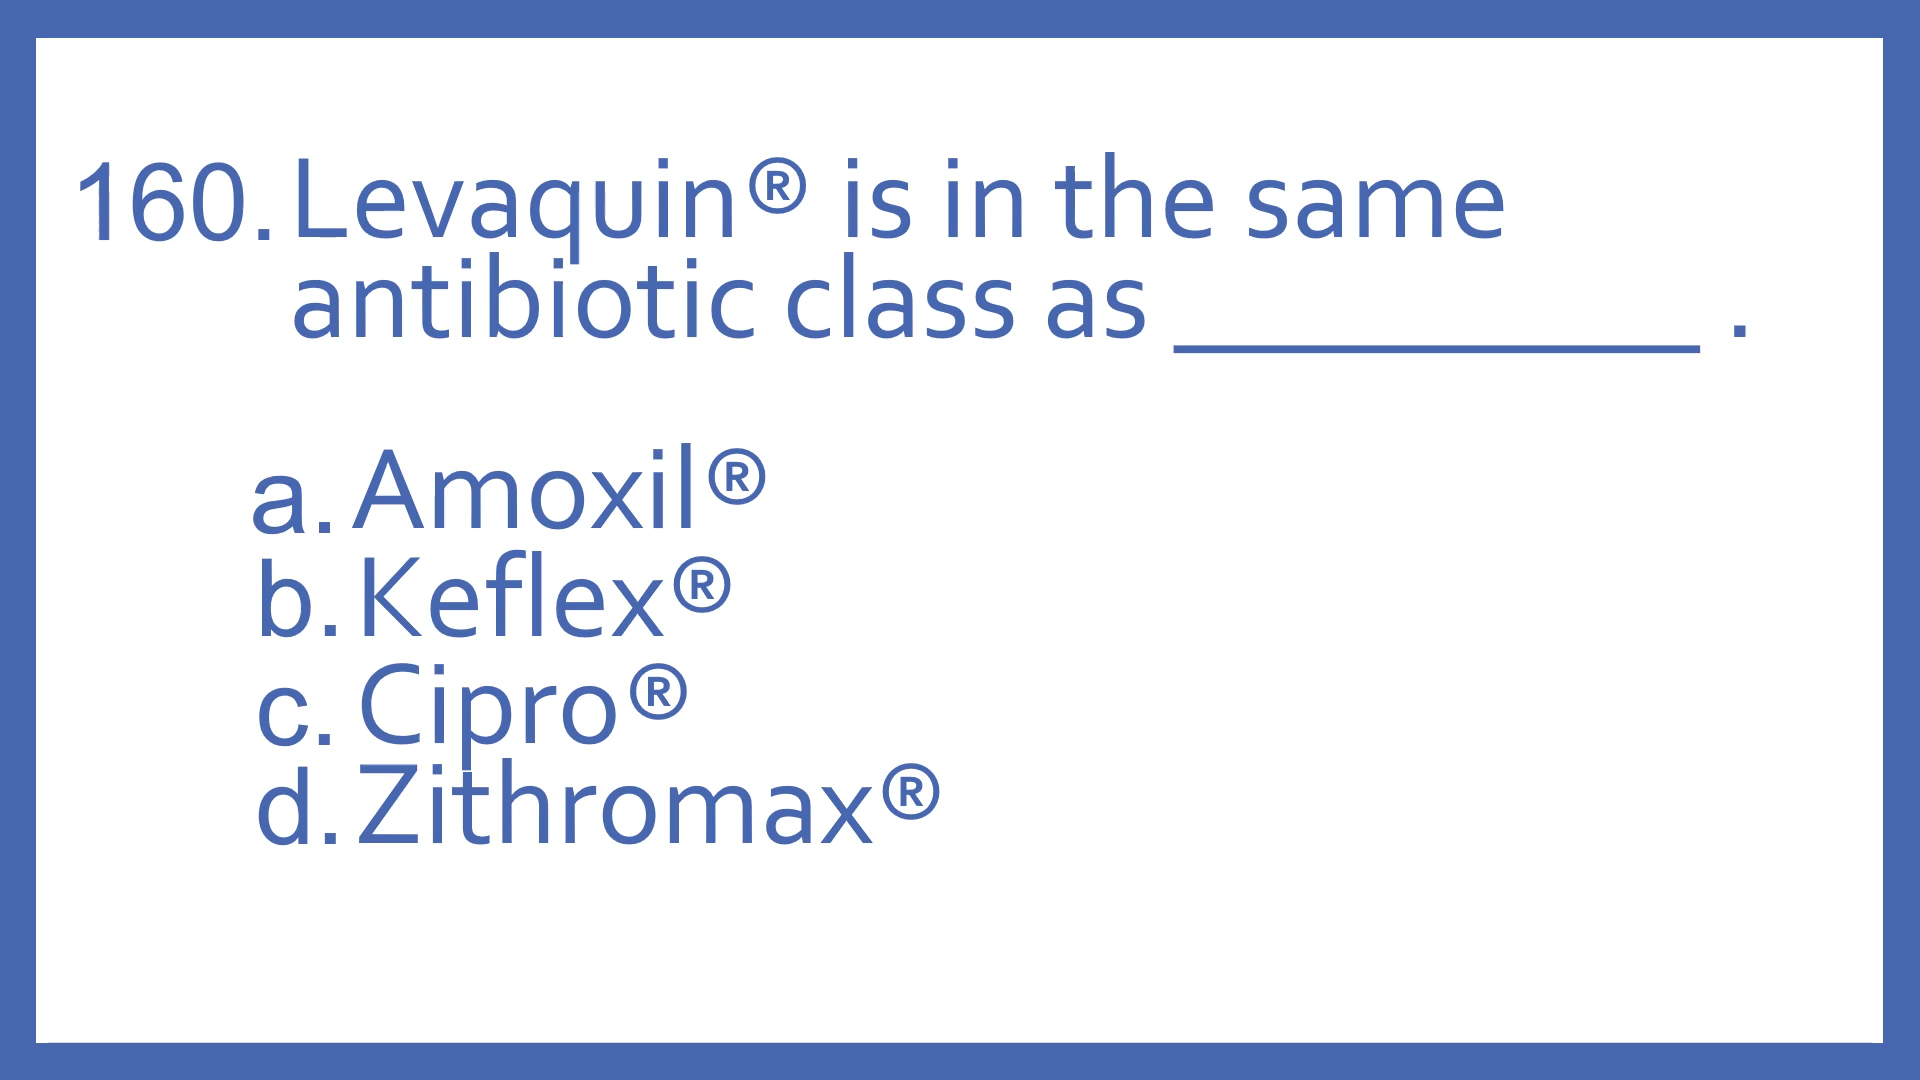 160. Levaquin® is in the same
antibiotic class as __________ .
a. Amoxil®
b. Keflex®
c. Cipro®
d. Zithromax®